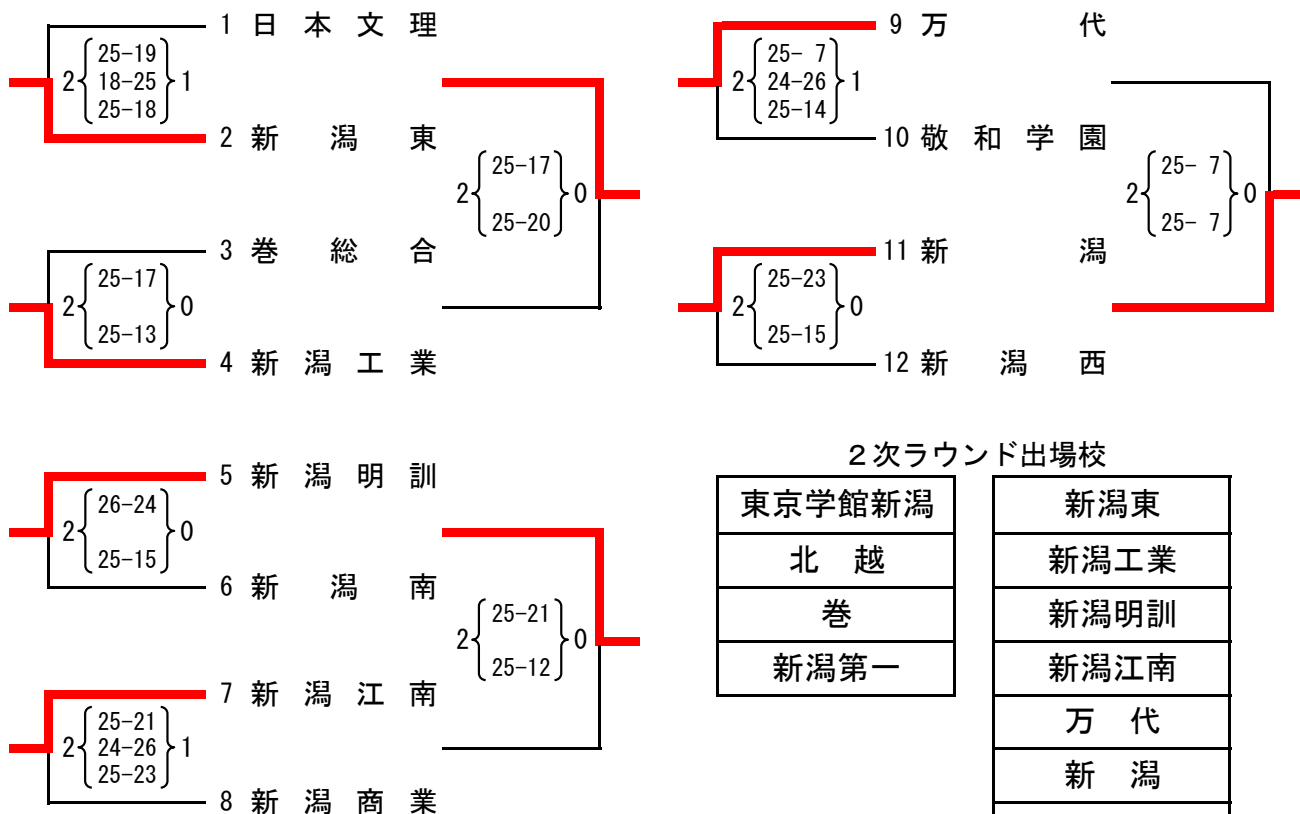 1 日本文理
2 { 25-19 18-25 25-18 } 1
2 新潟東
2 { 25-17 25-20 } 0
3 巻総合
2 { 25-17 25-13 } 0
4 新潟工業
5 新潟明訓
2 { 26-24 25-15 } 0
6 新潟南
2 { 25-21 25-12 } 0
7 新潟江南
2 { 25-21 24-26 25-23 } 1
8 新潟商業
9 万代
2 { 25- 7 24-26 25-14 } 1
10 敬和学園
2 { 25- 7 25- 7 } 0
11 新潟
2 { 25-23 25-15 } 0
12 新潟西
2次ラウンド出場校
東京学館新潟
北越
巻
新潟第一
新潟東
新潟工業
新潟明訓
新潟江南
万代
新潟